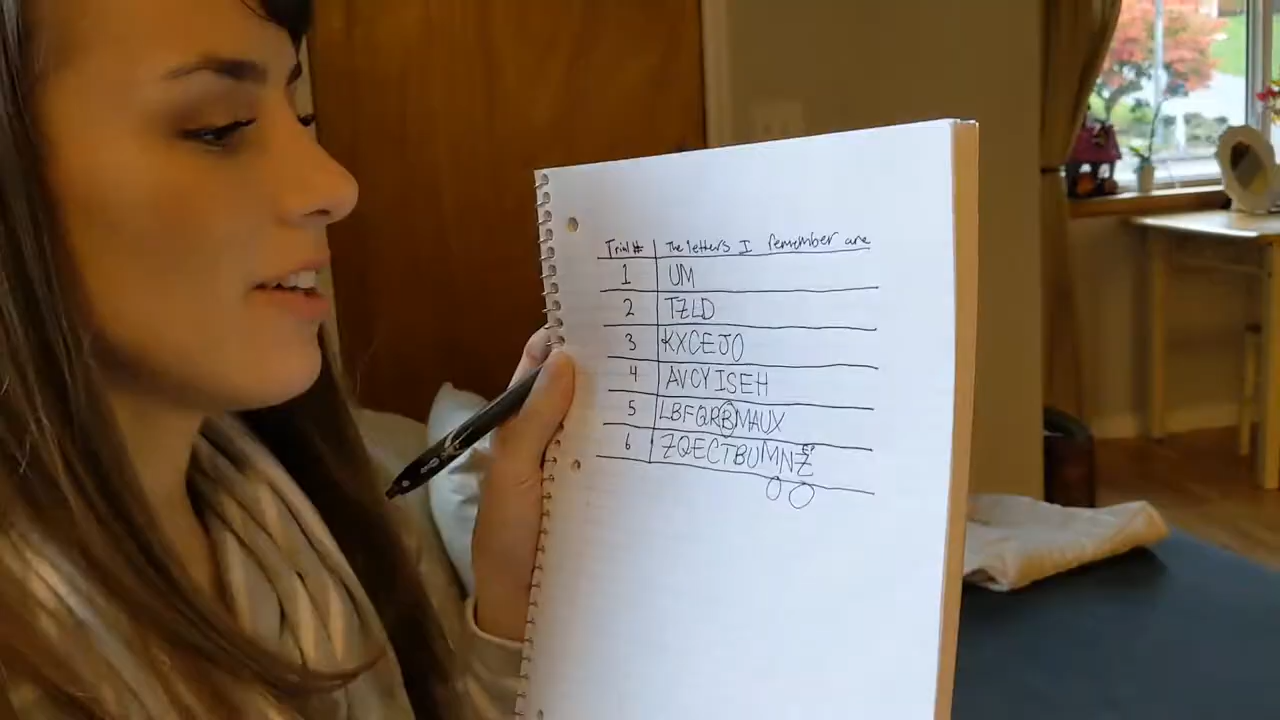 Trial # The letters I remember are
1 UM
2 TZLD
3 KXCEJO
4 AVCYISEH
5 LBFQRBMAUX
6 ZQECTBUMNZ